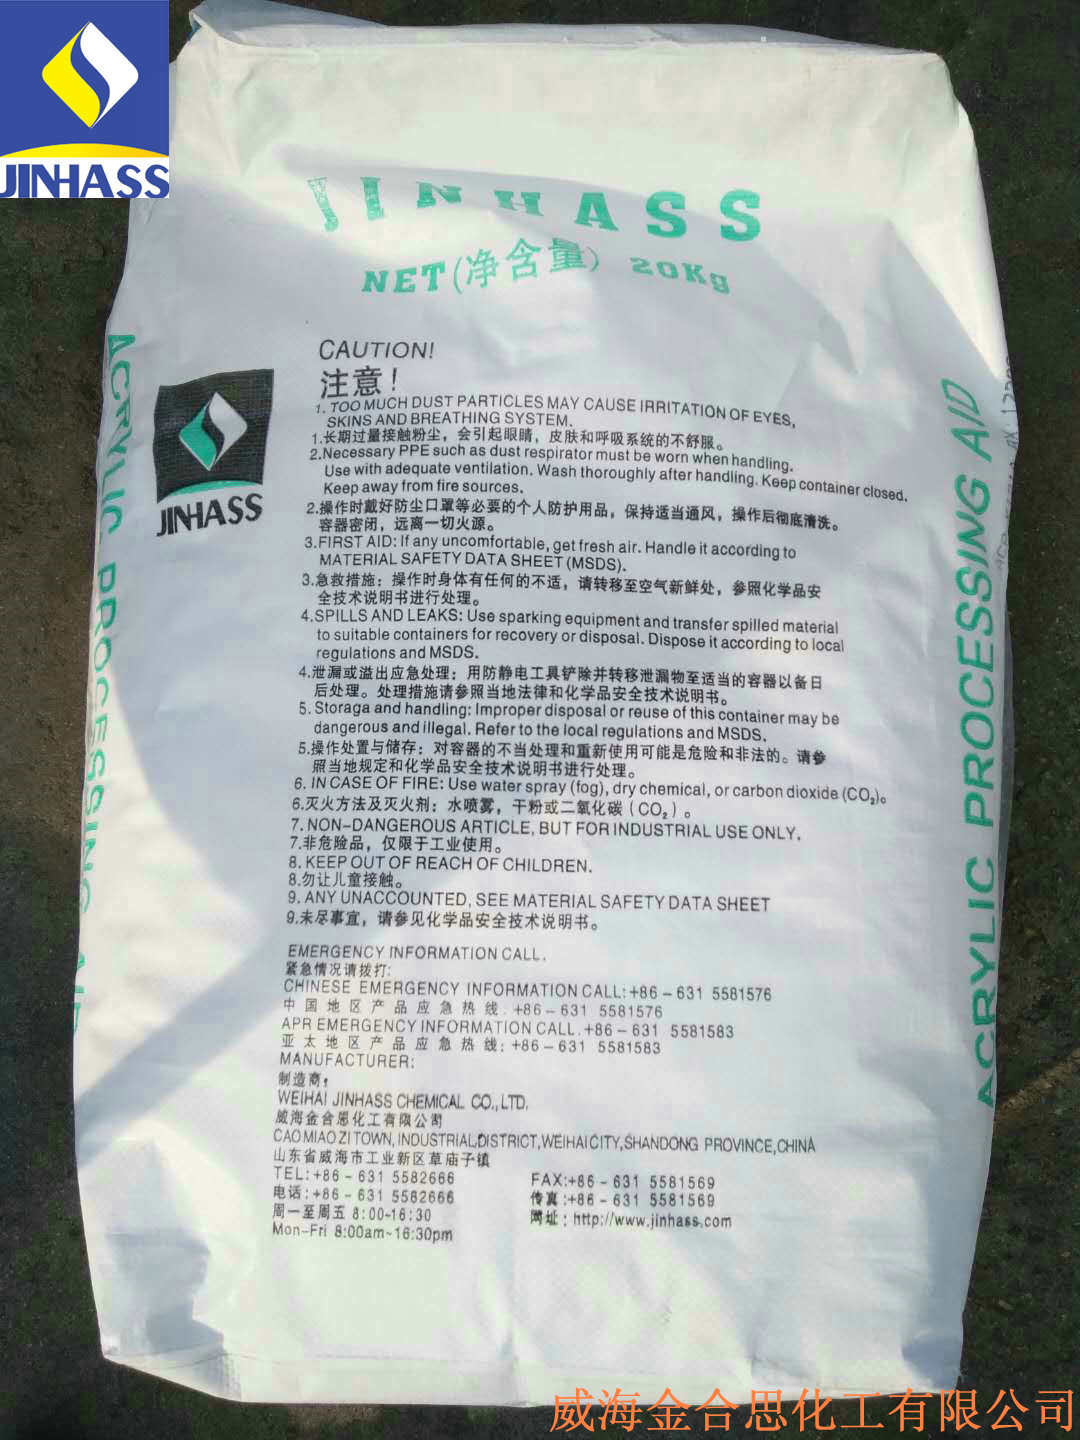 JINHASS
JINHASS
NET(净含量) 20Kg
CAUTION!
注意！
1. TOO MUCH DUST PARTICLES MAY CAUSE IRRITATION OF EYES,
SKINS AND BREATHING SYSTEM.
1.长期过量接触粉尘，会引起眼睛，皮肤和呼吸系统的不舒服。
2.Necessary PPE such as dust respirator must be worn when handling.
Use with adequate ventilation. Wash thoroughly after handling. Keep container closed.
Keep away from fire sources.
2.操作时戴好防尘口罩等必要的个人防护用品，保持适当通风，操作后彻底清洗。
容器密闭，远离一切火源。
3.FIRST AID: If any uncomfortable, get fresh air. Handle it according to
MATERIAL SAFETY DATA SHEET (MSDS).
3.急救措施：操作时身体有任何的不适，请转移至空气新鲜处，参照化学品安
全技术说明书进行处理。
4.SPILLS AND LEAKS: Use sparking equipment and transfer spilled material
to suitable containers for recovery or disposal. Dispose it according to local
regulations and MSDS.
4.泄漏或溢出应急处理：用防静电工具铲除并转移泄漏物至适当的容器以备日
后处理。处理措施请参照当地法律和化学品安全技术说明书。
5. Storaga and handling: Improper disposal or reuse of this container may be
dangerous and illegal. Refer to the local regulations and MSDS.
5.操作处置与储存：对容器的不当处理和重新使用可能是危险和非法的。请参
照当地规定和化学品安全技术说明书进行处理。
6. IN CASE OF FIRE: Use water spray (fog), dry chemical, or carbon dioxide (CO₂)。
6.灭火方法及灭火剂：水喷雾，干粉或二氧化碳（CO₂）。
7. NON-DANGEROUS ARTICLE, BUT FOR INDUSTRIAL USE ONLY.
7.非危险品，仅限于工业使用。
8. KEEP OUT OF REACH OF CHILDREN.
8.勿让儿童接触。
9. ANY UNACCOUNTED, SEE MATERIAL SAFETY DATA SHEET
9.未尽事宜，请参见化学品安全技术说明书。
EMERGENCY INFORMATION CALL.
紧急情况请拨打:
CHINESE EMERGENCY INFORMATION CALL:+86-631 5581576
中国地区产品应急热线:+86-631 5581576
APR EMERGENCY INFORMATION CALL.+86-631 5581583
亚太地区产品应急热线:+86-631 5581583
MANUFACTURER:
制造商:
WEIHAI JINHASS CHEMICAL CO.,LTD.
威海金合思化工有限公司
CAO MIAO ZI TOWN, INDUSTRIAL,DISTRICT,WEIHAI CITY,SHANDONG PROVINCE,CHINA
山东省威海市工业新区草庙子镇
TEL:+86-631 5582666
FAX:+86-631 5581569
电话:+86-631 5582666
传真:+86-631 5581569
周一至周五 8:00-16:30
网址: http://www.jinhass.com
Mon-Fri 8:00am-16:30pm
JINHASS
ACRYLIC PROCESSING AID
ACRYLIC PROCESSING AID
威海金合思化工有限公司